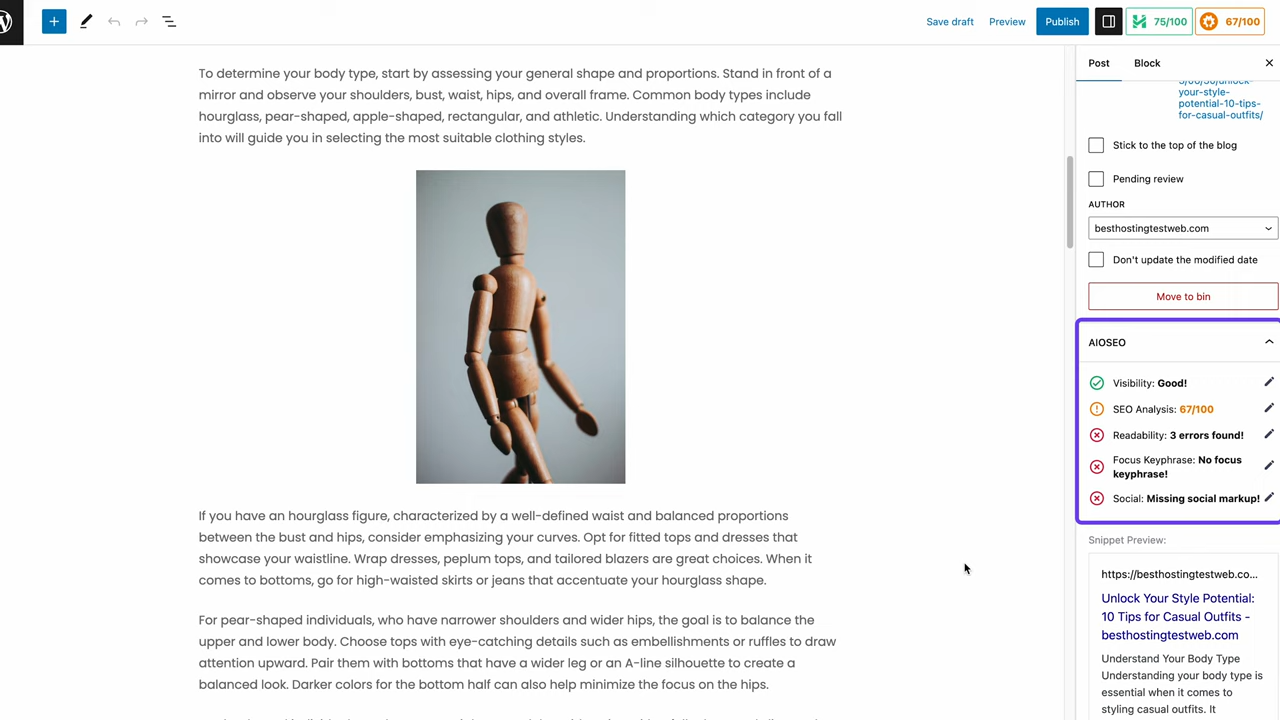 Save draft
Preview
Publish
75/100
67/100
To determine your body type, start by assessing your general shape and proportions. Stand in front of a
mirror and observe your shoulders, bust, waist, hips, and overall frame. Common body types include
hourglass, pear-shaped, apple-shaped, rectangular, and athletic. Understanding which category you fall
into will guide you in selecting the most suitable clothing styles.
If you have an hourglass figure, characterized by a well-defined waist and balanced proportions
between the bust and hips, consider emphasizing your curves. Opt for fitted tops and dresses that
showcase your waistline. Wrap dresses, peplum tops, and tailored blazers are great choices. When it
comes to bottoms, go for high-waisted skirts or jeans that accentuate your hourglass shape.
For pear-shaped individuals, who have narrower shoulders and wider hips, the goal is to balance the
upper and lower body. Choose tops with eye-catching details such as embellishments or ruffles to draw
attention upward. Pair them with bottoms that have a wider leg or an A-line silhouette to create a
balanced look. Darker colors for the bottom half can also help minimize the focus on the hips.
Post
Block
your-style-
potential-10-tips-
for-casual-outfits/
Stick to the top of the blog
Pending review
AUTHOR
besthostingtestweb.com
Don't update the modified date
Move to bin
AIOSEO
Visibility: Good!
SEO Analysis: 67/100
Readability: 3 errors found!
Focus Keyphrase: No focus
keyphrase!
Social: Missing social markup!
Snippet Preview:
https://besthostingtestweb.co...
Unlock Your Style Potential:
10 Tips for Casual Outfits -
besthostingtestweb.com
Understand Your Body Type
Understanding your body type is
essential when it comes to
styling casual outfits. It